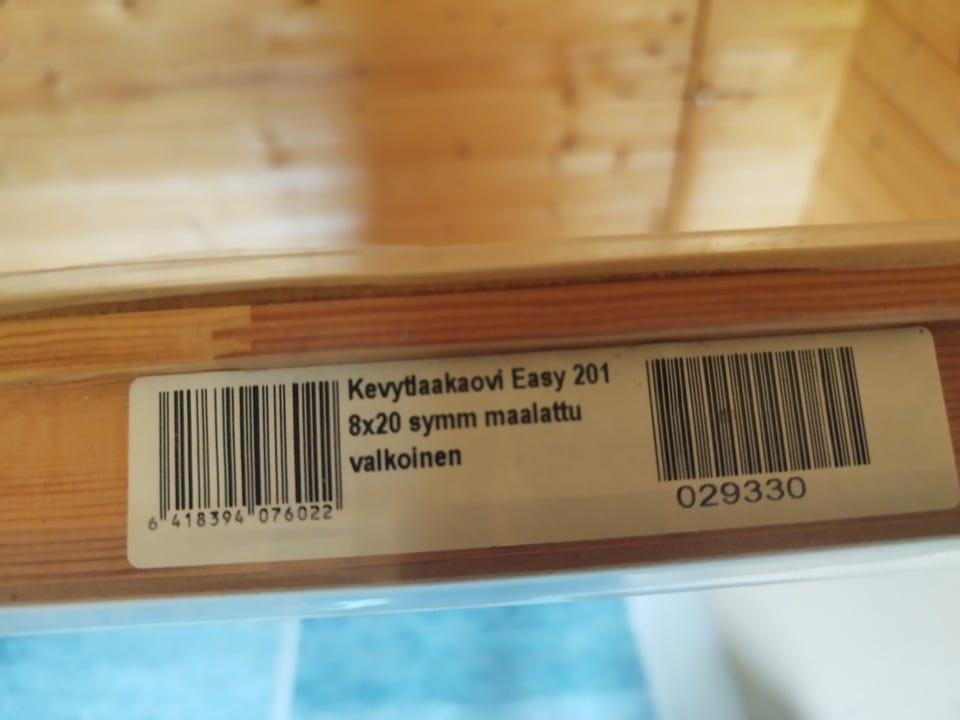 Kevytlaakaovi Easy 201
8x20 symm maalattu
valkoinen
6 418394 076022
029330